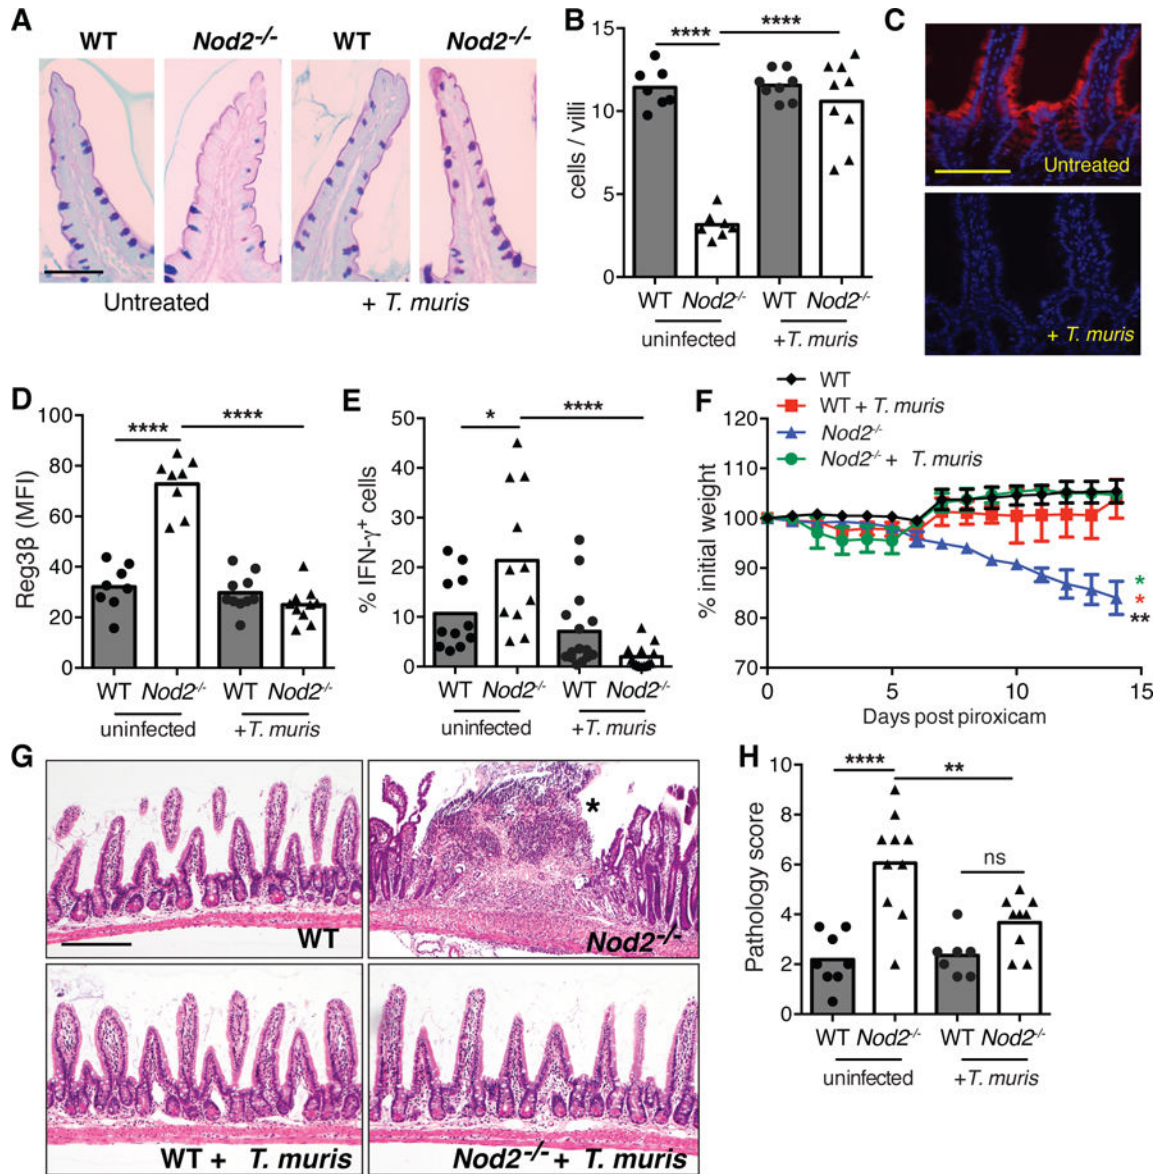 A
WT Nod2-/- WT Nod2-/-
Untreated + T. muris
B
cells / villi
15
10
5
0
**** ****
WT Nod2-/- WT Nod2-/-
uninfected +T. muris
C
Untreated
+ T. muris
D
Reg3β (MFI)
100
80
60
40
20
0
**** ****
WT Nod2-/- WT Nod2-/-
uninfected +T. muris
E
% IFN-γ+ cells
50
40
30
20
10
0
* ****
WT Nod2-/- WT Nod2-/-
uninfected +T. muris
F
WT
WT + T. muris
Nod2-/-
Nod2-/- + T. muris
% initial weight
120
110
100
90
80
70
*
*
**
0 5 10 15
Days post piroxicam
G
WT
*
Nod2-/-
WT + T. muris
Nod2-/- + T. muris
H
Pathology score
10
8
6
4
2
0
**** **
ns
WT Nod2-/- WT Nod2-/-
uninfected +T. muris